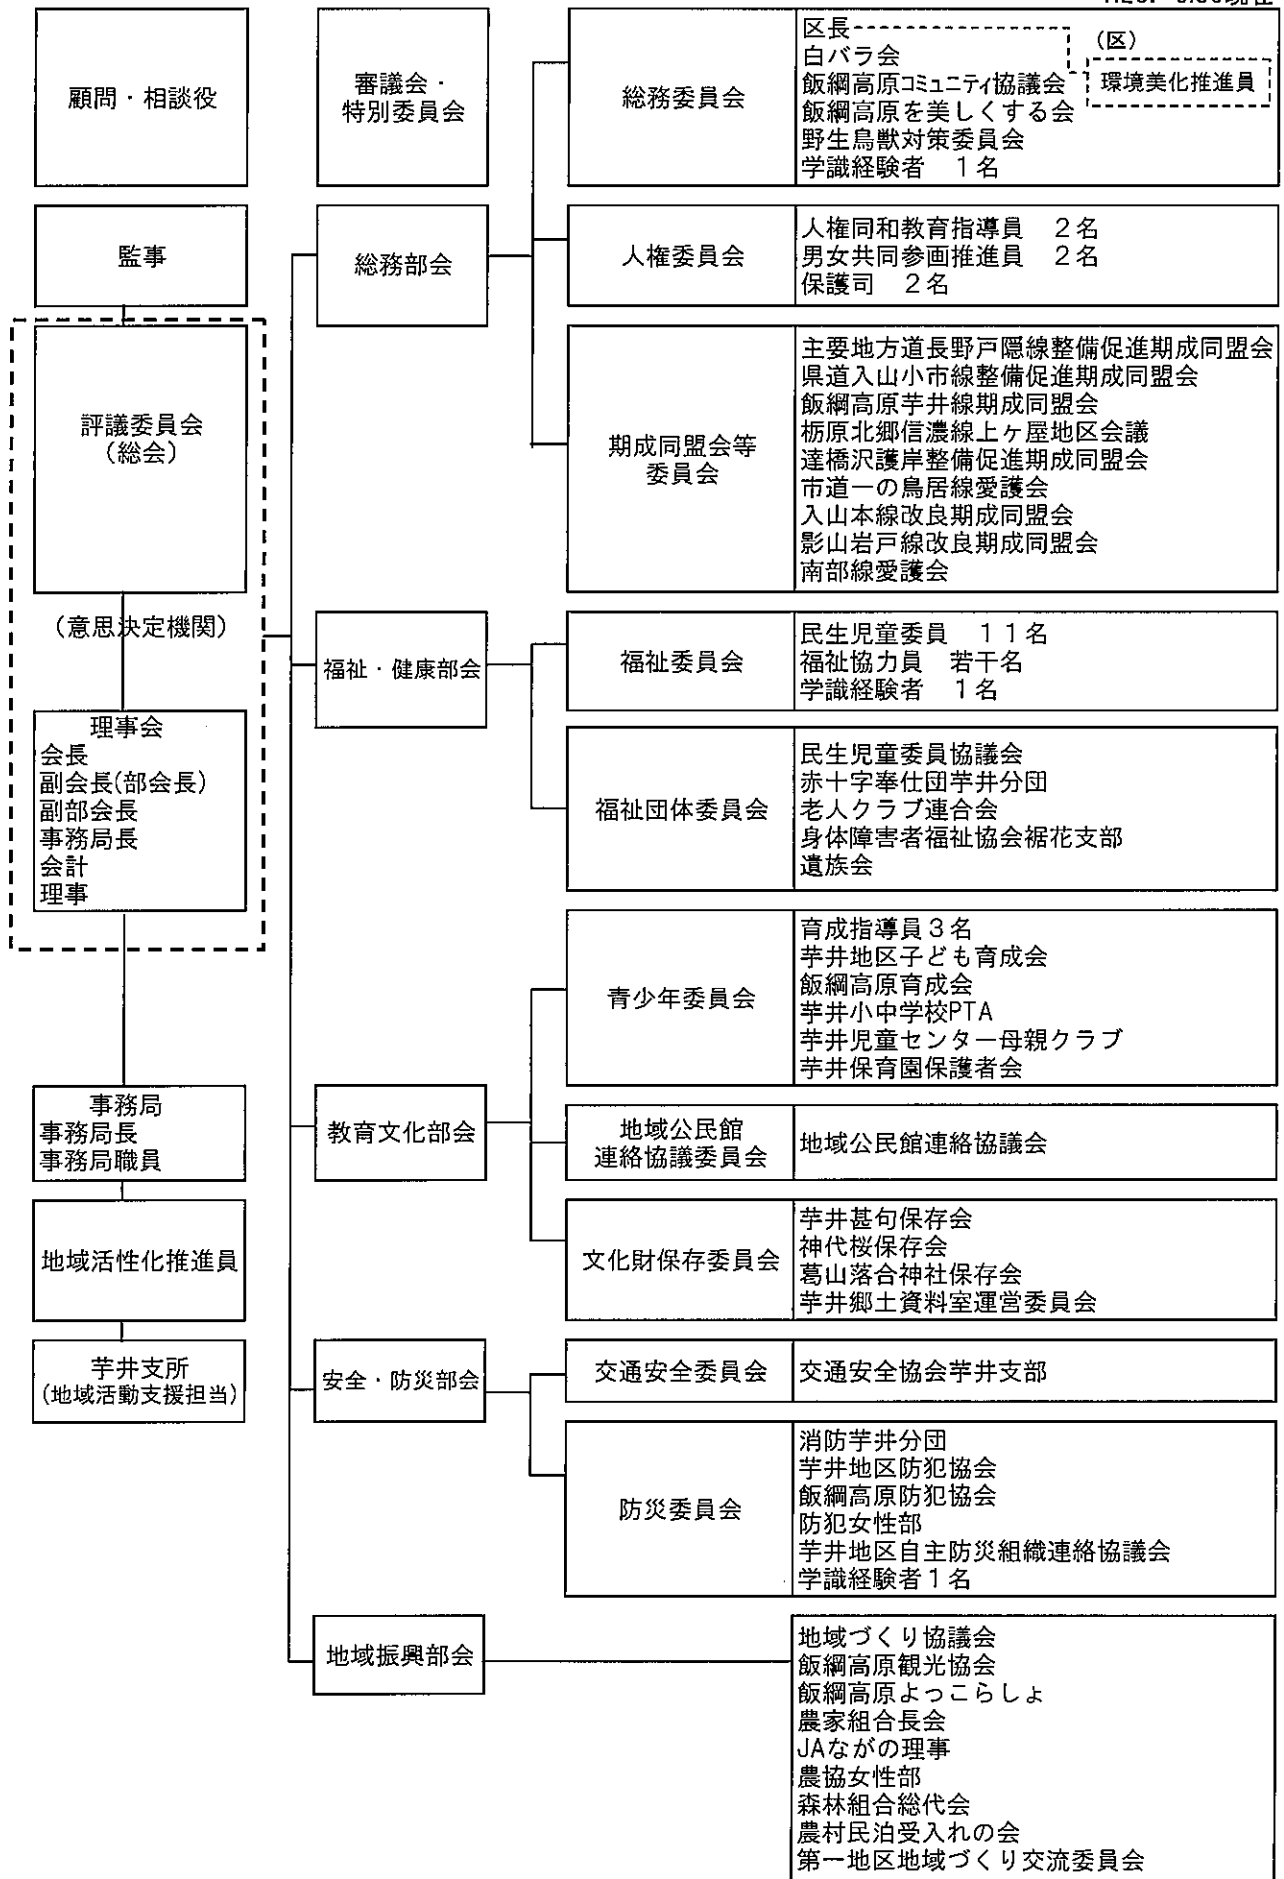 顧問・相談役
審議会・
特別委員会
監事
評議委員会
(総会)
(意思決定機関)
理事会
会長
副会長(部会長)
副部会長
事務局長
会計
理事
事務局
事務局長
事務局職員
地域活性化推進員
芋井支所
(地域活動支援担当)
総務部会
総務委員会
区長
白バラ会
飯綱高原コミュニティ協議会
飯綱高原を美しくする会
野生鳥獣対策委員会
学識経験者 1名
(区)
環境美化推進員
人権委員会
人権同和教育指導員 2名
男女共同参画推進員 2名
保護司 2名
期成同盟会等
委員会
主要地方道長野戸隠線整備促進期成同盟会
県道入山小市線整備促進期成同盟会
飯綱高原芋井線期成同盟会
栃原北郷信濃線上ヶ屋地区会議
達橋沢護岸整備促進期成同盟会
市道一の鳥居線愛護会
入山本線改良期成同盟会
影山岩戸線改良期成同盟会
南部線愛護会
福祉・健康部会
福祉委員会
民生児童委員 11名
福祉協力員 若干名
学識経験者 1名
福祉団体委員会
民生児童委員協議会
赤十字奉仕団芋井分団
老人クラブ連合会
身体障害者福祉協会裾花支部
遺族会
教育文化部会
青少年委員会
育成指導員3名
芋井地区子ども育成会
飯綱高原育成会
芋井小中学校PTA
芋井児童センター母親クラブ
芋井保育園保護者会
地域公民館
連絡協議委員会
地域公民館連絡協議会
文化財保存委員会
芋井甚句保存会
神代桜保存会
葛山落合神社保存会
芋井郷土資料室運営委員会
安全・防災部会
交通安全委員会
交通安全協会芋井支部
防災委員会
消防芋井分団
芋井地区防犯協会
飯綱高原防犯協会
防犯女性部
芋井地区自主防災組織連絡協議会
学識経験者1名
地域振興部会
地域づくり協議会
飯綱高原観光協会
飯綱高原よっこらしょ
農家組合長会
JAながの理事
農協女性部
森林組合総代会
農村民泊受入れの会
第一地区地域づくり交流委員会